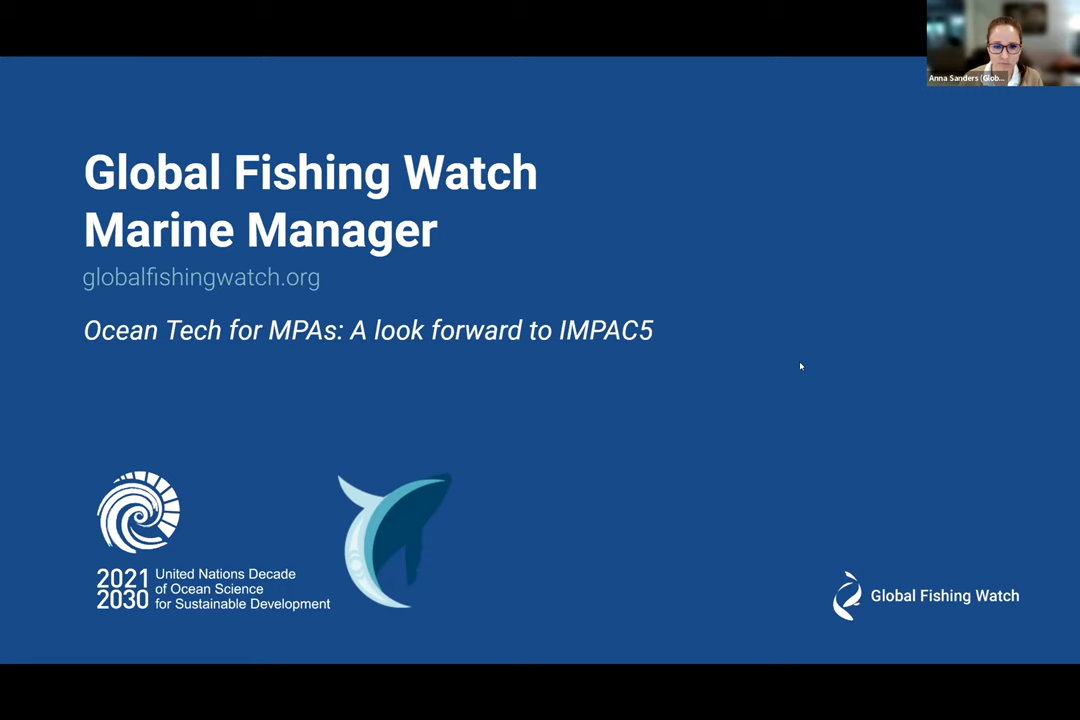 Anna Sanders (Glob...
Global Fishing Watch
Marine Manager
globalfishingwatch.org
Ocean Tech for MPAs: A look forward to IMPAC5
2021
2030
United Nations Decade
of Ocean Science
for Sustainable Development
Global Fishing Watch